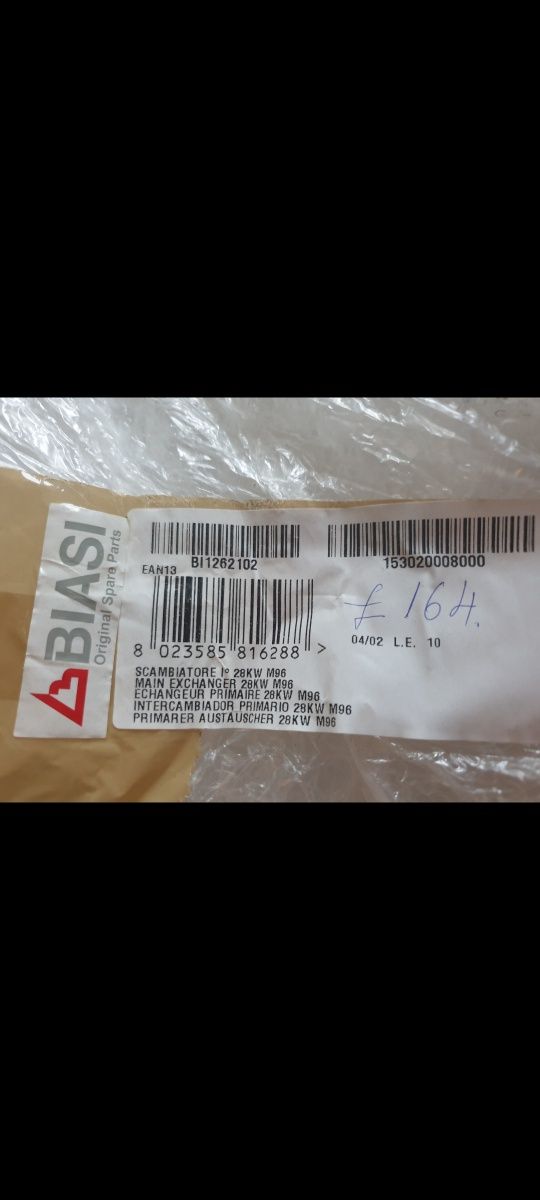 BIASI
Original Spare Parts
BI1262102
153020008000
EAN13
8 023585 816288 >
£ 164.
04/02 L.E. 10
SCAMBIATORE I° 28KW M96
MAIN EXCHANGER 28KW M96
ECHANGEUR PRIMAIRE 28KW M96
INTERCAMBIADOR PRIMARIO 28KW M96
PRIMARER AUSTAUSCHER 28KW M96